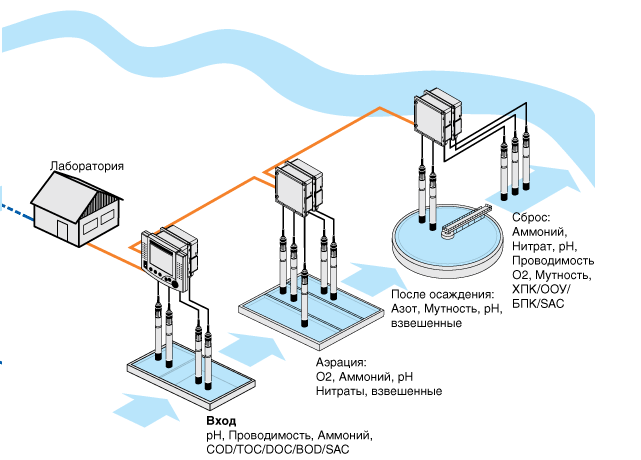 Лаборатория
Сброс:
Аммоний,
Нитрат, pH,
Проводимость
O2, Мутность,
ХПК/ООУ/
БПК/SAC
После осаждения:
Азот, Мутность, pH,
взвешенные
Аэрация:
O2, Аммоний, pH
Нитраты, взвешенные
Вход
pH, Проводимость, Аммоний,
COD/TOC/DOC/BOD/SAC